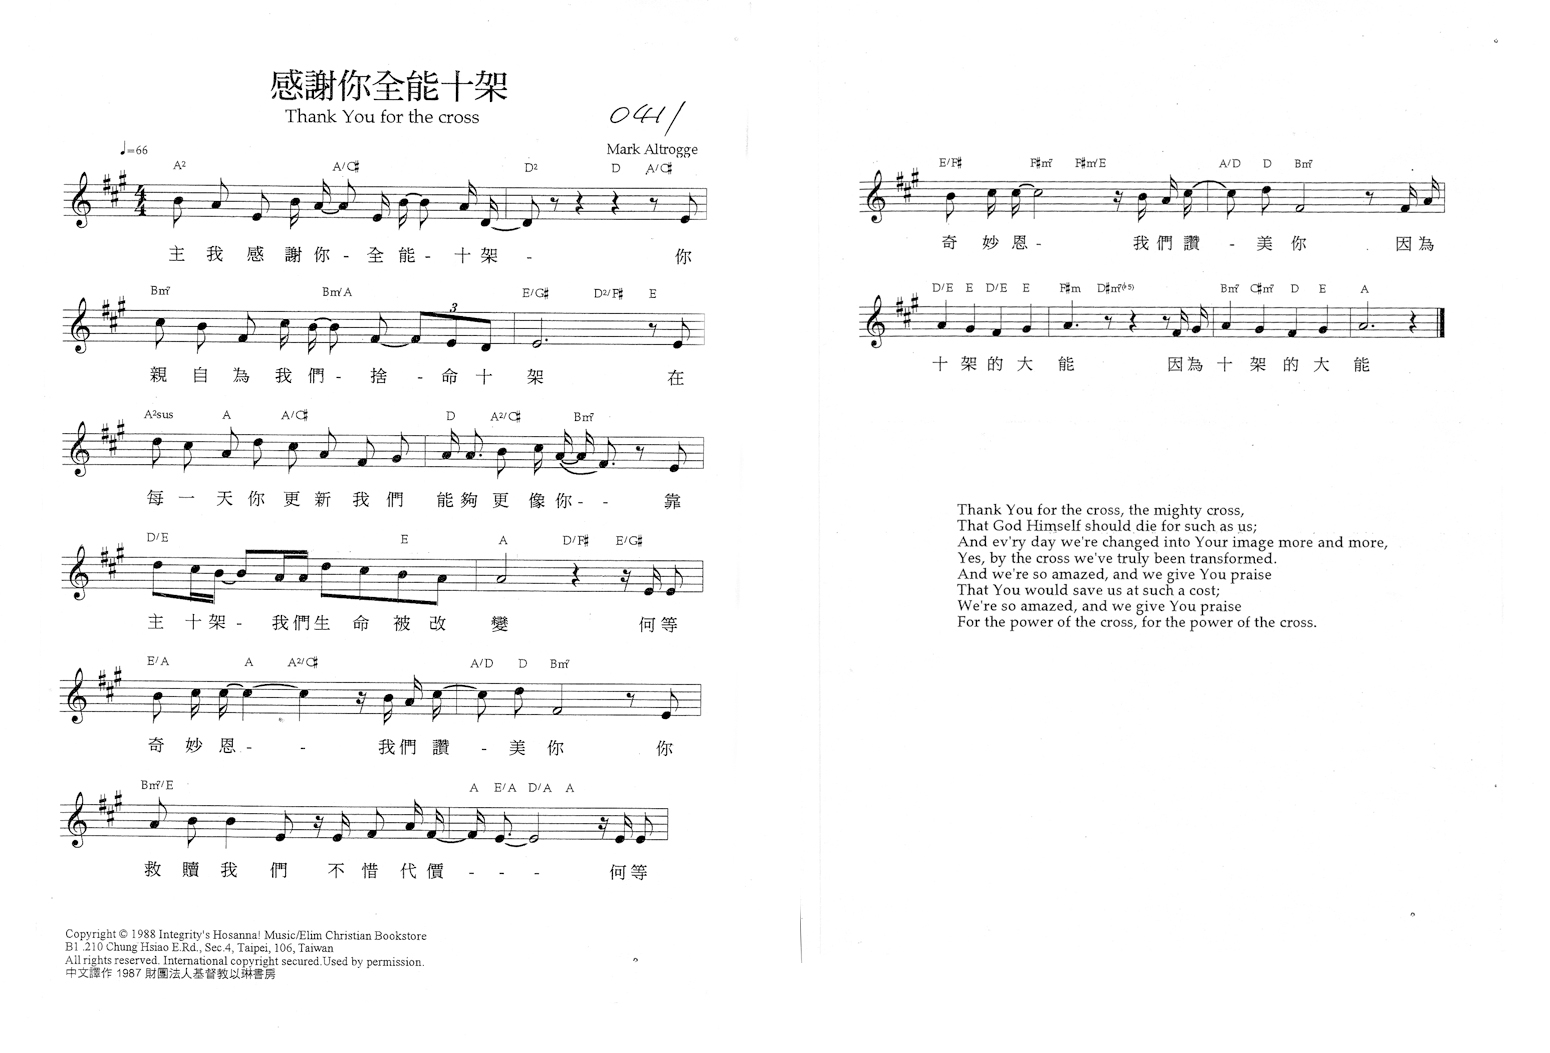 感謝你全能十架
Thank You for the cross
041/
♩=66
Mark Altrogge
A2 A/C♯ D2 D A/C♯
主我感謝你-全能-十架- 你
Bm7 Bm7/A E/G♯ D2/F♯ E
3
親自為我們-捨-命十架 在
A2sus A A/C♯ D A2/C♯ Bm7
每一天你更新我們 能夠更像你-- 靠
D/E E A D/F♯ E/G♯
主十架-我們生命被改變 何等
E/A A A2/C♯ A/D D Bm7
奇妙恩-- 我們讚-美你 你
Bm7/E A E/A D/A A
救贖我們 不惜代價--- 何等
Copyright © 1988 Integrity's Hosanna! Music/Elim Christian Bookstore
B1 .210 Chung Hsiao E.Rd., Sec.4, Taipei, 106, Taiwan
All rights reserved. International copyright secured.Used by permission.
中文譯作 1987 財團法人基督教以琳書房
E/F♯ F♯m7 F♯m7/E A/D D Bm7
奇妙恩- 我們讚-美你 因為
D/E E D/E E F♯m D♯m7(♭5) Bm7 C♯m7 D E A
十架的大能 因為十架的大能
Thank You for the cross, the mighty cross,
That God Himself should die for such as us;
And ev'ry day we're changed into Your image more and more,
Yes, by the cross we've truly been transformed.
And we're so amazed, and we give You praise
That You would save us at such a cost;
We're so amazed, and we give You praise
For the power of the cross, for the power of the cross.